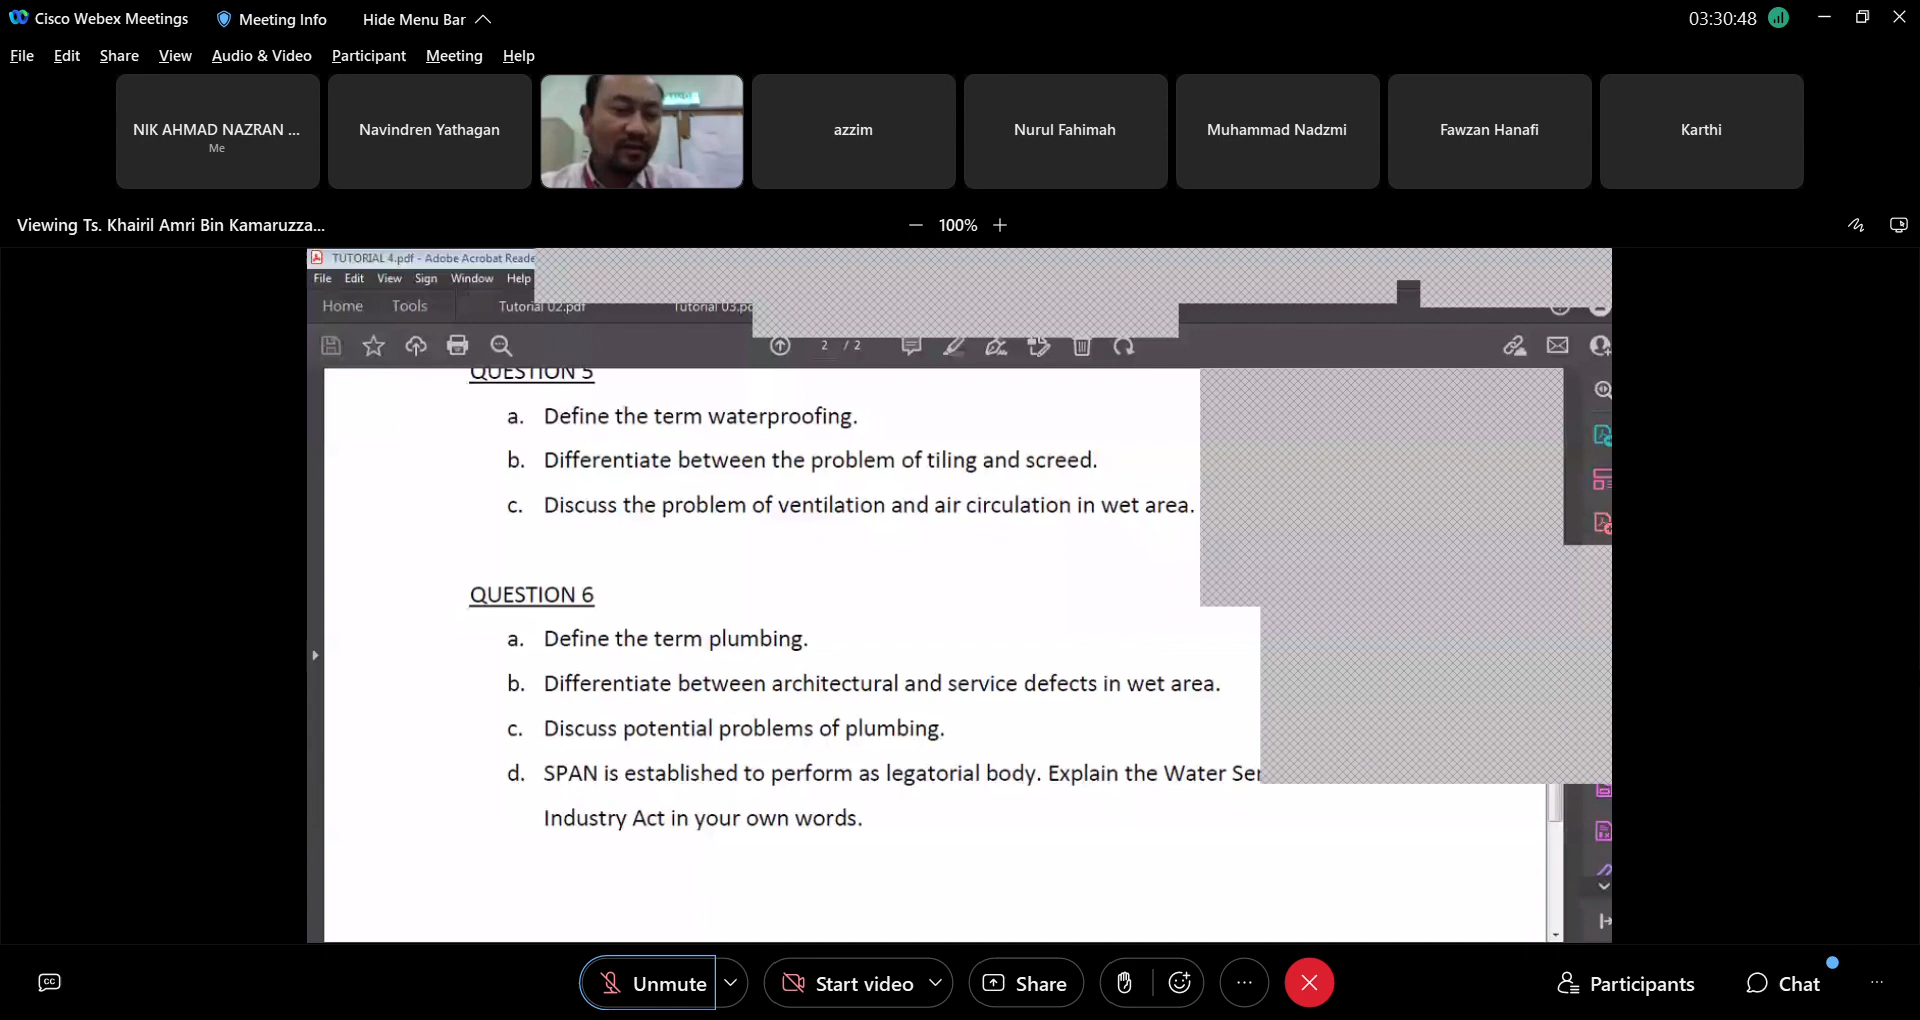 Cisco Webex Meetings
Meeting Info
Hide Menu Bar
03:30:48
File Edit Share View Audio & Video Participant Meeting Help
NIK AHMAD NAZRAN ...
Me
Navindren Yathagan
azzim
Nurul Fahimah
Muhammad Nadzmi
Fawzan Hanafi
Karthi
Viewing Ts. Khairil Amri Bin Kamaruzza...
100%
TUTORIAL 4.pdf - Adobe Acrobat Reade
File Edit View Sign Window Help
Home Tools Tutorial 02.pdf Tutorial 03.pd
2 / 2
QUESTION 5
a. Define the term waterproofing.
b. Differentiate between the problem of tiling and screed.
c. Discuss the problem of ventilation and air circulation in wet area.
QUESTION 6
a. Define the term plumbing.
b. Differentiate between architectural and service defects in wet area.
c. Discuss potential problems of plumbing.
d. SPAN is established to perform as legatorial body. Explain the Water Ser
Industry Act in your own words.
CC
Unmute
Start video
Share
Participants
Chat